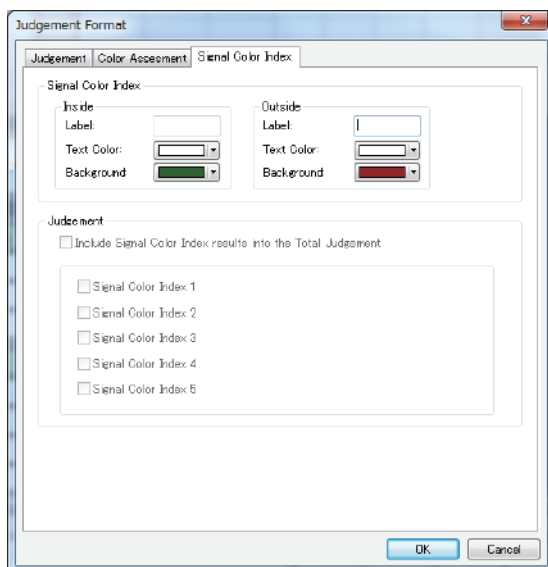 Judgement Format
Judgement Color Assesment Signal Color Index
Signal Color Index
Inside Outside
Label: Label:
Text Color: Text Color:
Background Background
Judgement
Include Signal Color Index results into the Total Judgement
Signal Color Index 1
Signal Color Index 2
Signal Color Index 3
Signal Color Index 4
Signal Color Index 5
OK Cancel